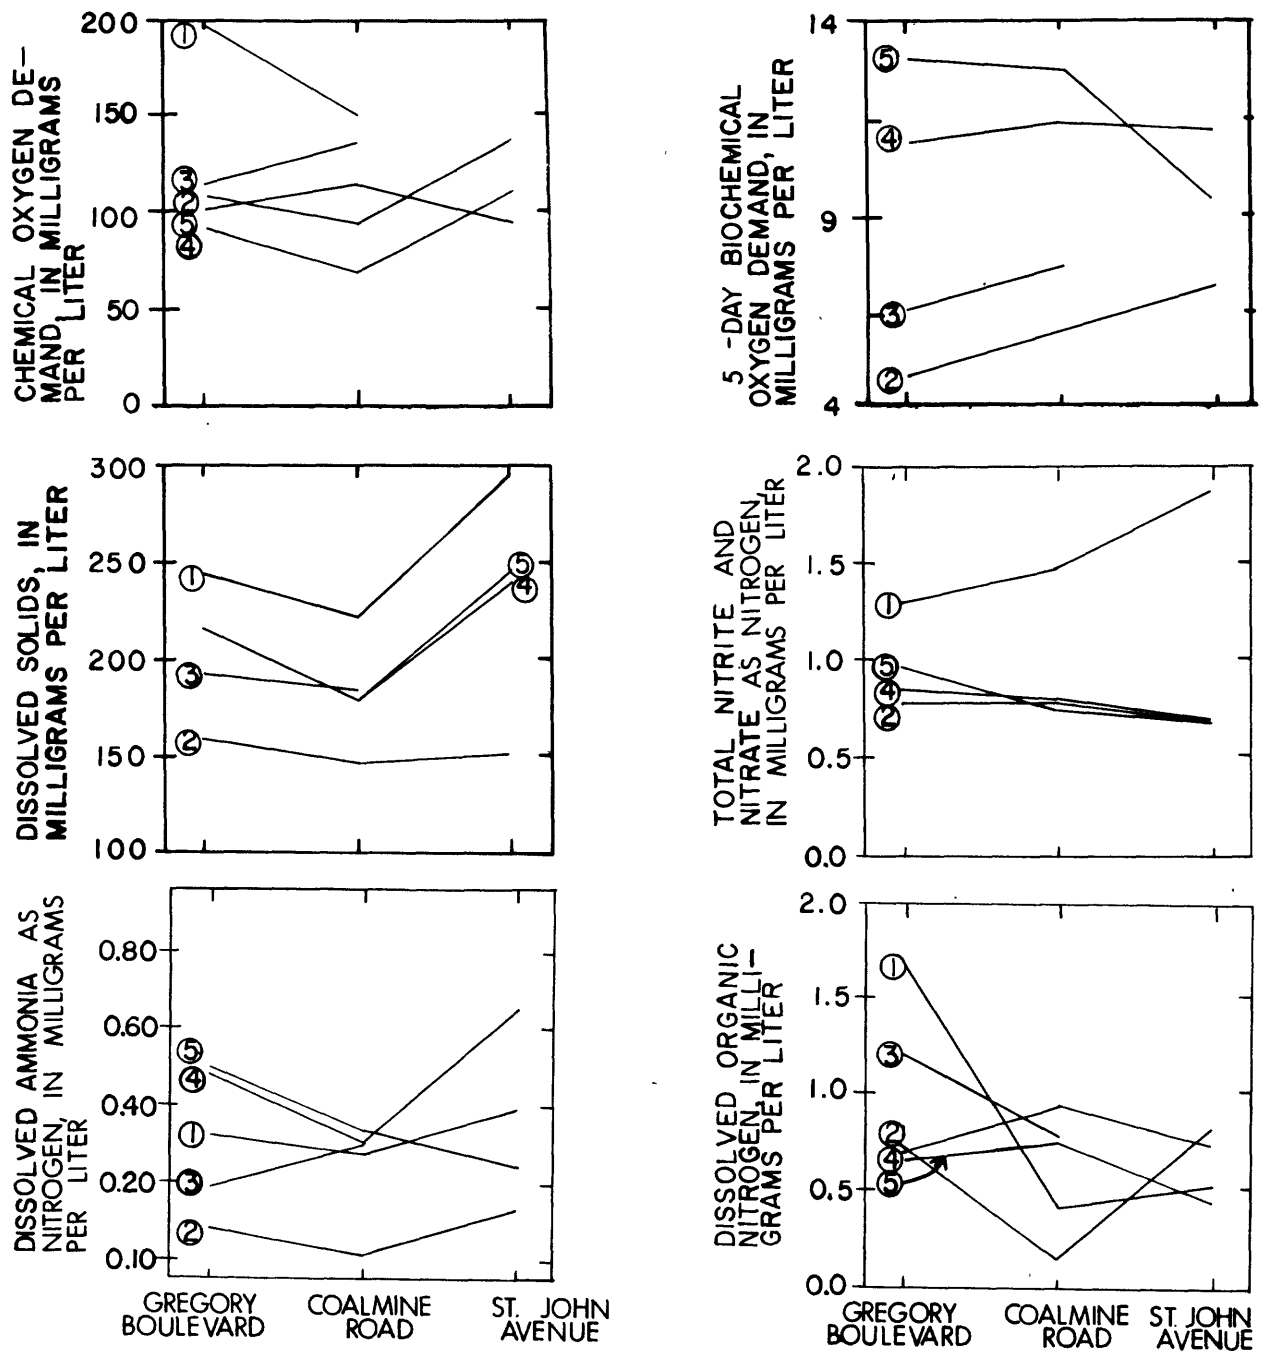 CHEMICAL OXYGEN DE-
MAND, IN MILLIGRAMS
PER LITER
200
150
100
50
0
1
3
2
5
4
5 -DAY BIOCHEMICAL
OXYGEN DEMAND, IN
MILLIGRAMS PER LITER
14
9
4
5
4
3
2
DISSOLVED SOLIDS, IN
MILLIGRAMS PER LITER
300
250
200
150
100
1
3
2
5
4
TOTAL NITRITE AND
NITRATE AS NITROGEN,
IN MILLIGRAMS PER LITER
2.0
1.5
1.0
0.5
0.0
1
5
4
2
DISSOLVED AMMONIA AS
NITROGEN, IN MILLIGRAMS
PER LITER
0.80
0.60
0.40
0.20
0.10
5
4
1
3
2
GREGORY
BOULEVARD
COALMINE
ROAD
ST. JOHN
AVENUE
DISSOLVED ORGANIC
NITROGEN, IN MILLI-
GRAMS PER LITER
2.0
1.5
1.0
0.5
0.0
1
3
2
4
5
GREGORY
BOULEVARD
COALMINE
ROAD
ST. JOHN
AVENUE